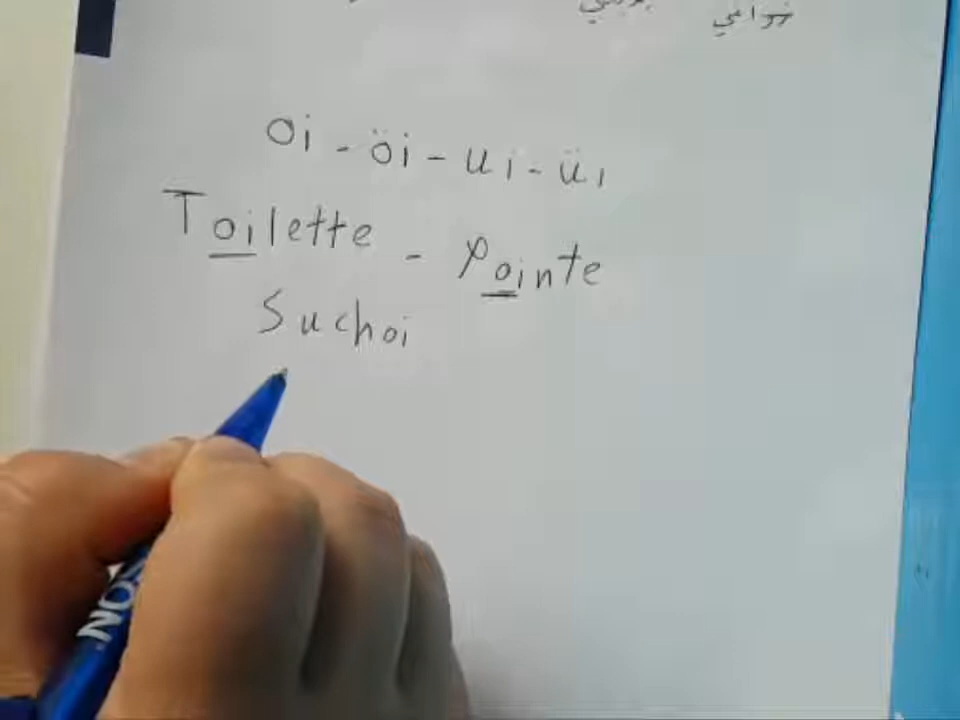 oi - öi - ui - üi
Toilette - Pointe
Suchoi